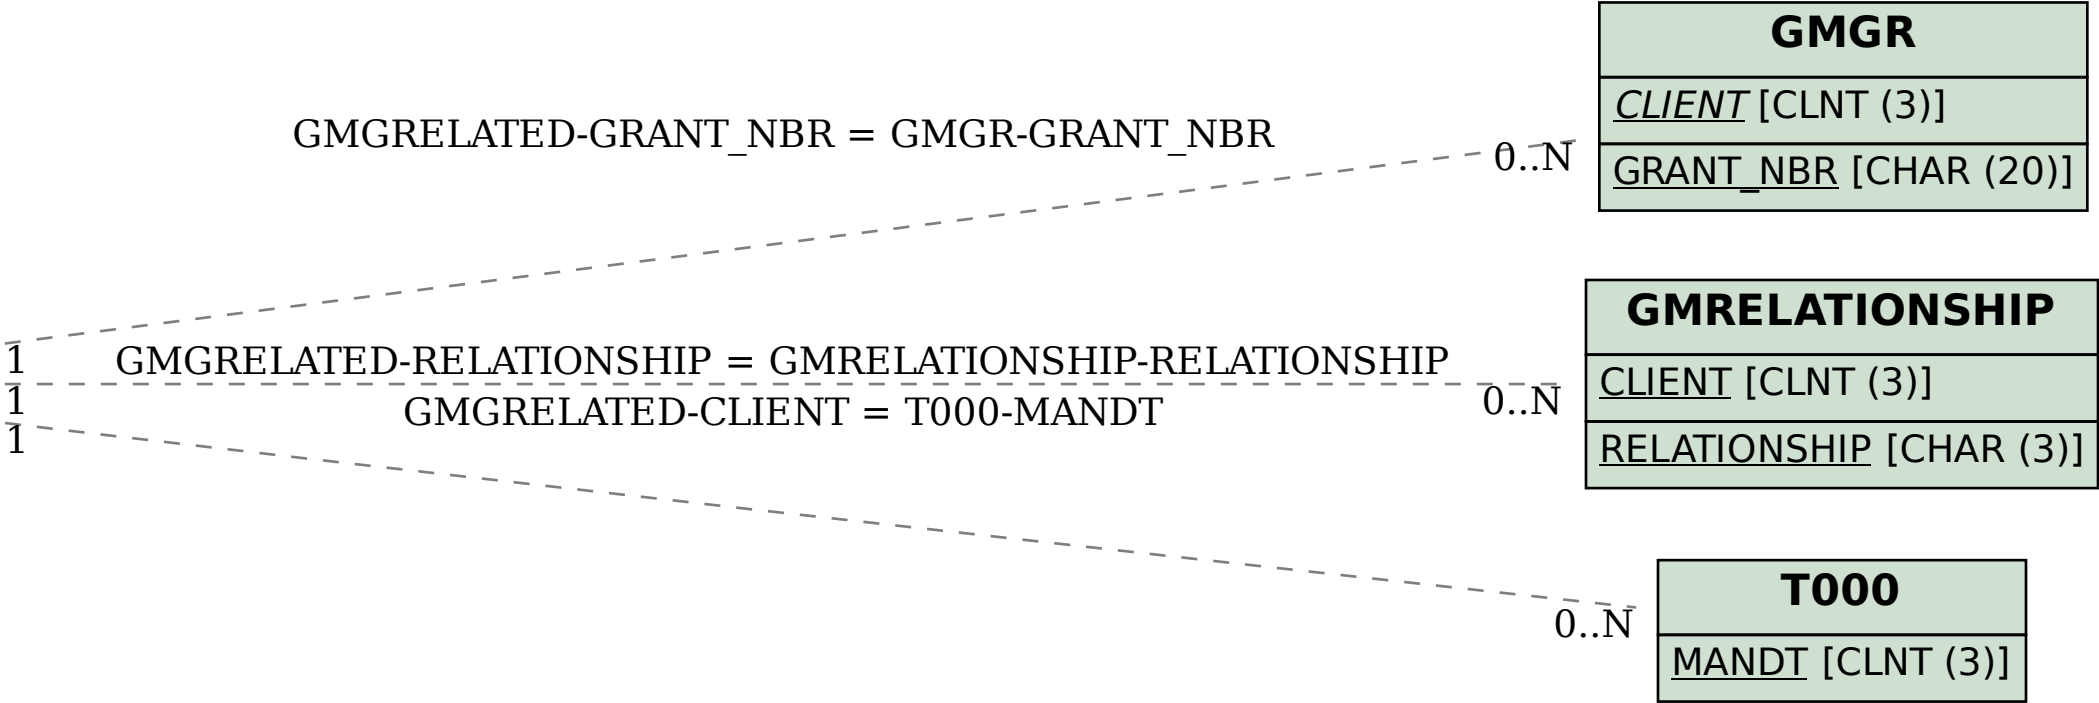 GMGR
CLIENT [CLNT (3)]
GMGRELATED-GRANT_NBR = GMGR-GRANT_NBR
0..N
GRANT_NBR [CHAR (20)]
GMRELATIONSHIP
1
GMGRELATED-RELATIONSHIP = GMRELATIONSHIP-RELATIONSHIP
CLIENT [CLNT (3)]
1
0..N
GMGRELATED-CLIENT = T000-MANDT
1
RELATIONSHIP [CHAR (3)]
T000
0..N
MANDT [CLNT (3)]